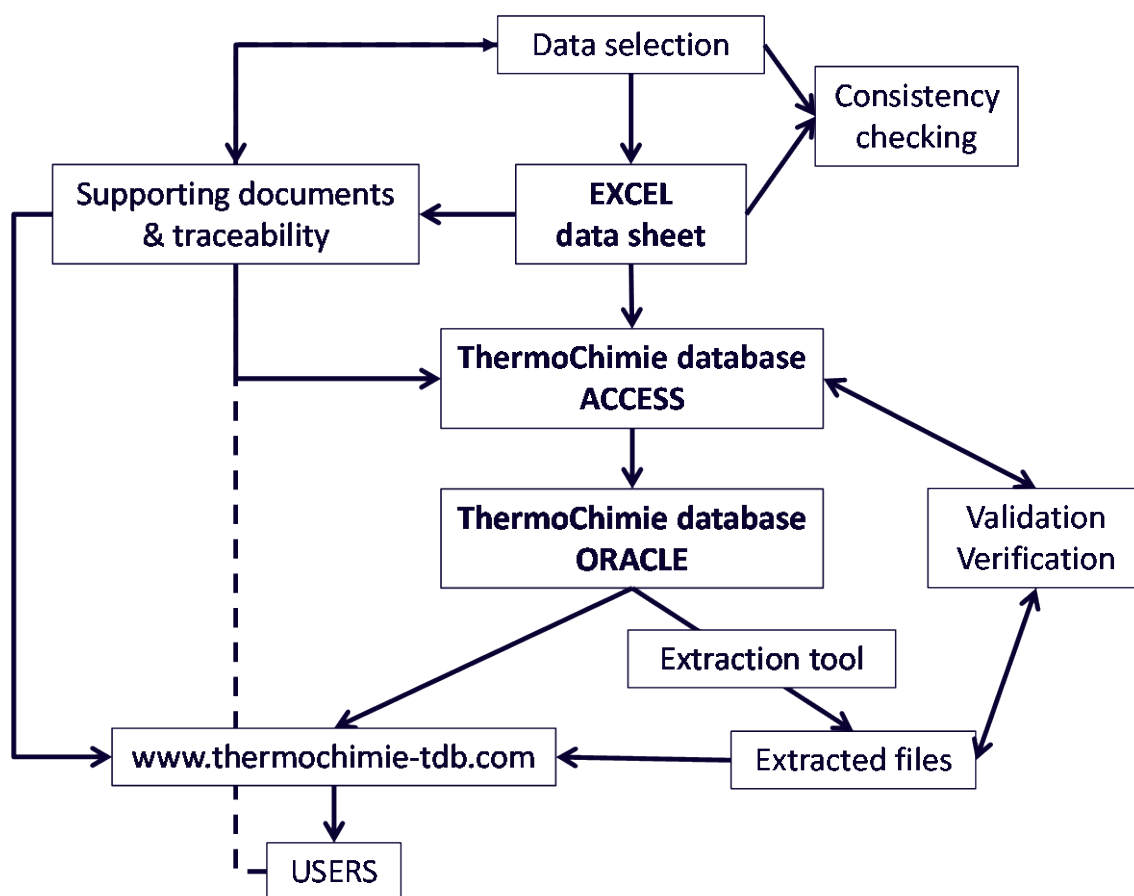 Data selection
Consistency
checking
Supporting documents
& traceability
EXCEL
data sheet
ThermoChimie database
ACCESS
ThermoChimie database
ORACLE
Validation
Verification
Extraction tool
www.thermochimie-tdb.com
Extracted files
USERS